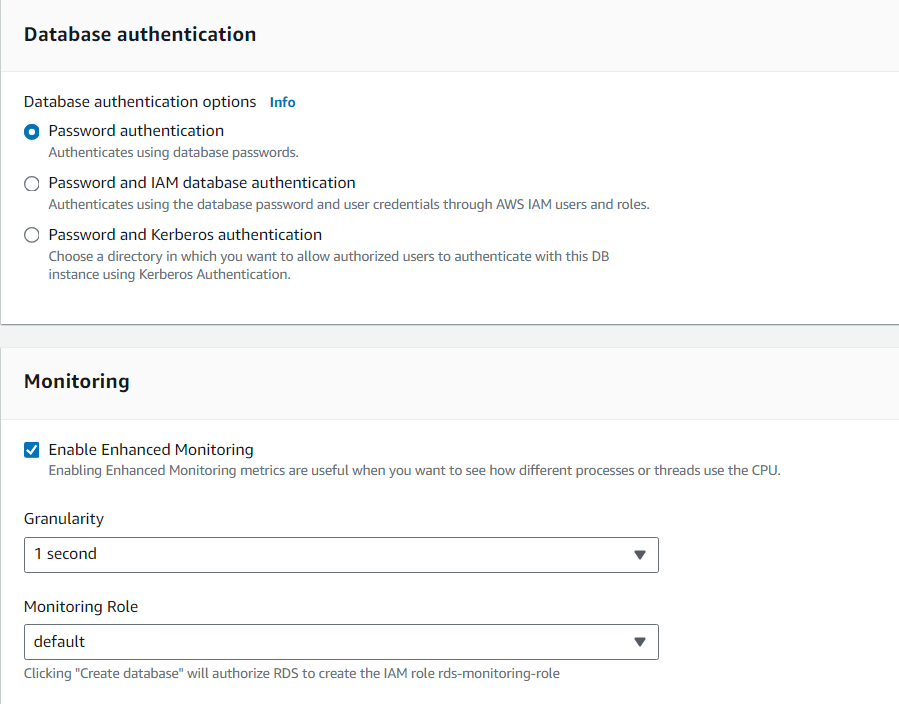 Database authentication
Database authentication options Info
Password authentication
Authenticates using database passwords.
Password and IAM database authentication
Authenticates using the database password and user credentials through AWS IAM users and roles.
Password and Kerberos authentication
Choose a directory in which you want to allow authorized users to authenticate with this DB
instance using Kerberos Authentication.
Monitoring
Enable Enhanced Monitoring
Enabling Enhanced Monitoring metrics are useful when you want to see how different processes or threads use the CPU.
Granularity
1 second
Monitoring Role
default
Clicking "Create database" will authorize RDS to create the IAM role rds-monitoring-role